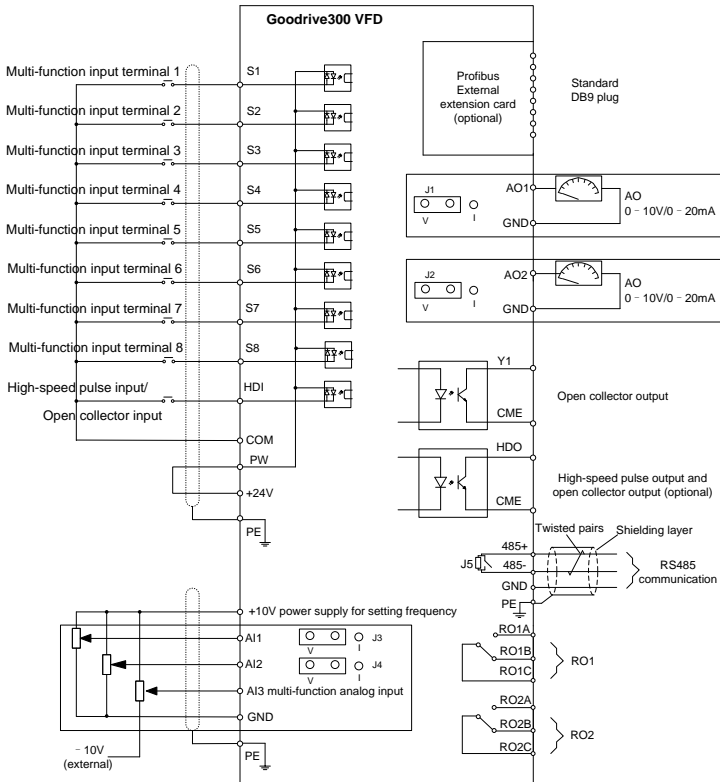 Goodrive300 VFD
Multi-function input terminal 1
S1
Multi-function input terminal 2
S2
Multi-function input terminal 3
S3
Multi-function input terminal 4
S4
Multi-function input terminal 5
S5
Multi-function input terminal 6
S6
Multi-function input terminal 7
S7
Multi-function input terminal 8
S8
High-speed pulse input/
Open collector input
HDI
COM
PW
+24V
PE
+10V power supply for setting frequency
AI1
V
I
J3
AI2
V
I
J4
AI3 multi-function analog input
GND
－10V
(external)
PE
Profibus
External
extension card
(optional)
Standard
DB9 plug
J1
V
I
AO1
GND
AO
0－10V/0－20mA
J2
V
I
AO2
GND
AO
0－10V/0－20mA
Y1
CME
Open collector output
HDO
CME
High-speed pulse output and
open collector output (optional)
Twisted pairs
Shielding layer
485+
J5
485-
GND
PE
RS485
communication
RO1A
RO1B
RO1C
RO1
RO2A
RO2B
RO2C
RO2